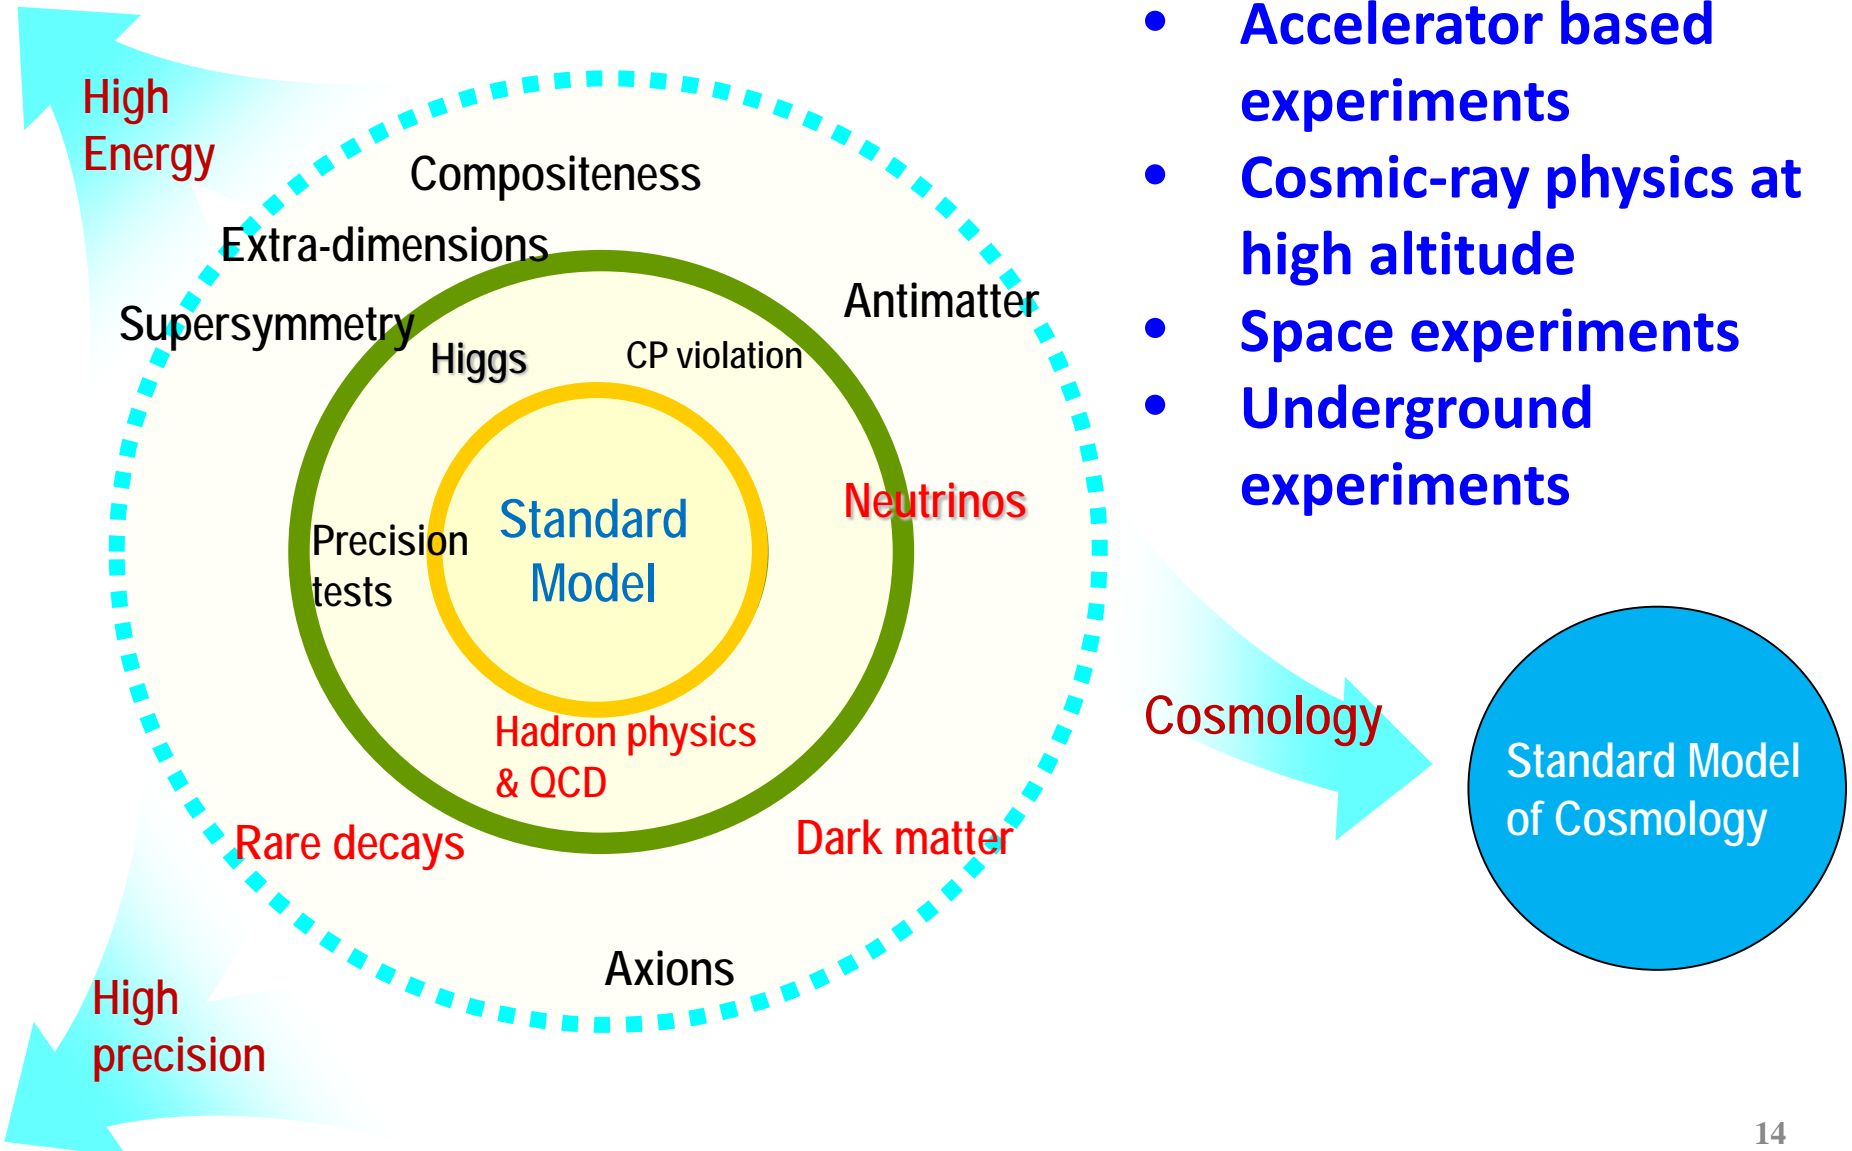 High
Energy
Compositeness
Extra-dimensions
Supersymmetry
Antimatter
Higgs
CP violation
Neutrinos
Precision
tests
Standard
Model
Hadron physics
& QCD
Rare decays
Dark matter
Axions
High
precision
• Accelerator based
experiments
• Cosmic-ray physics at
high altitude
• Space experiments
• Underground
experiments
Cosmology
Standard Model
of Cosmology
14